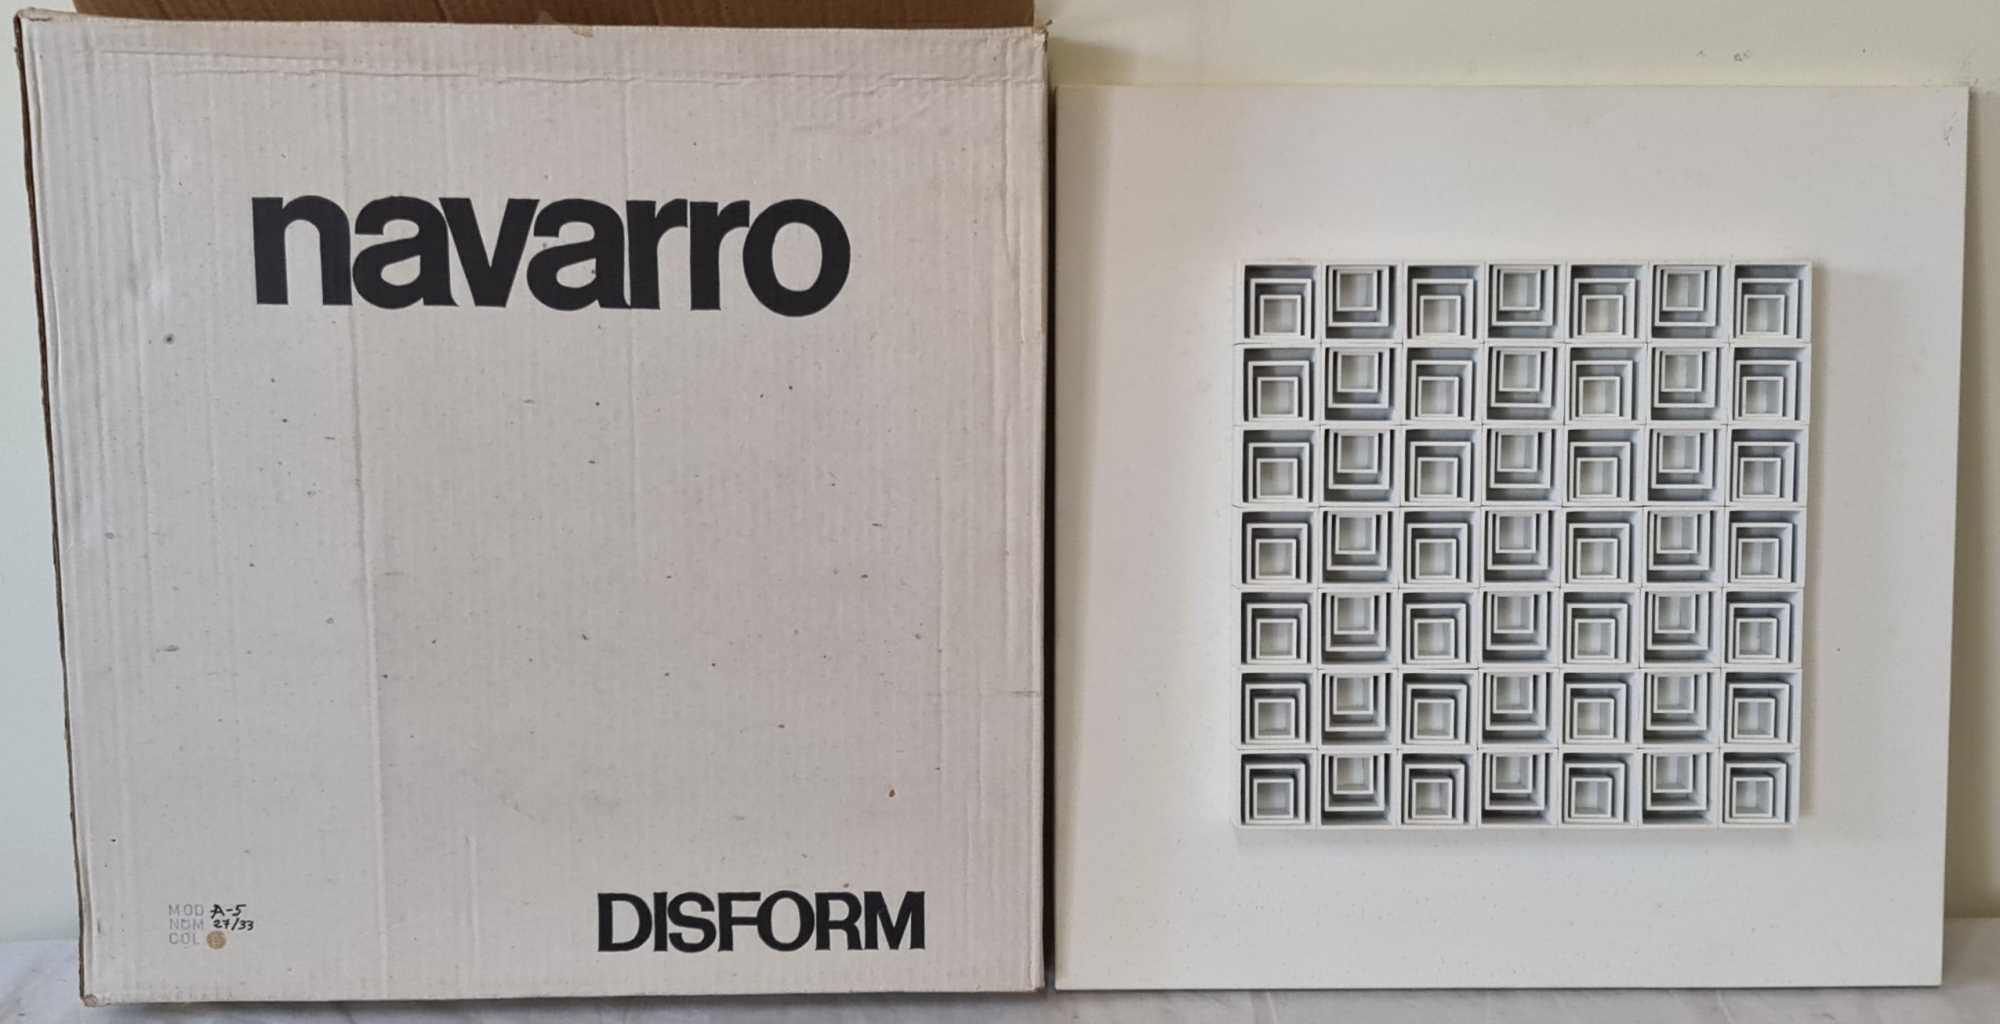 navarro
MOD A-5
NUM 27/33
COL
DISFORM